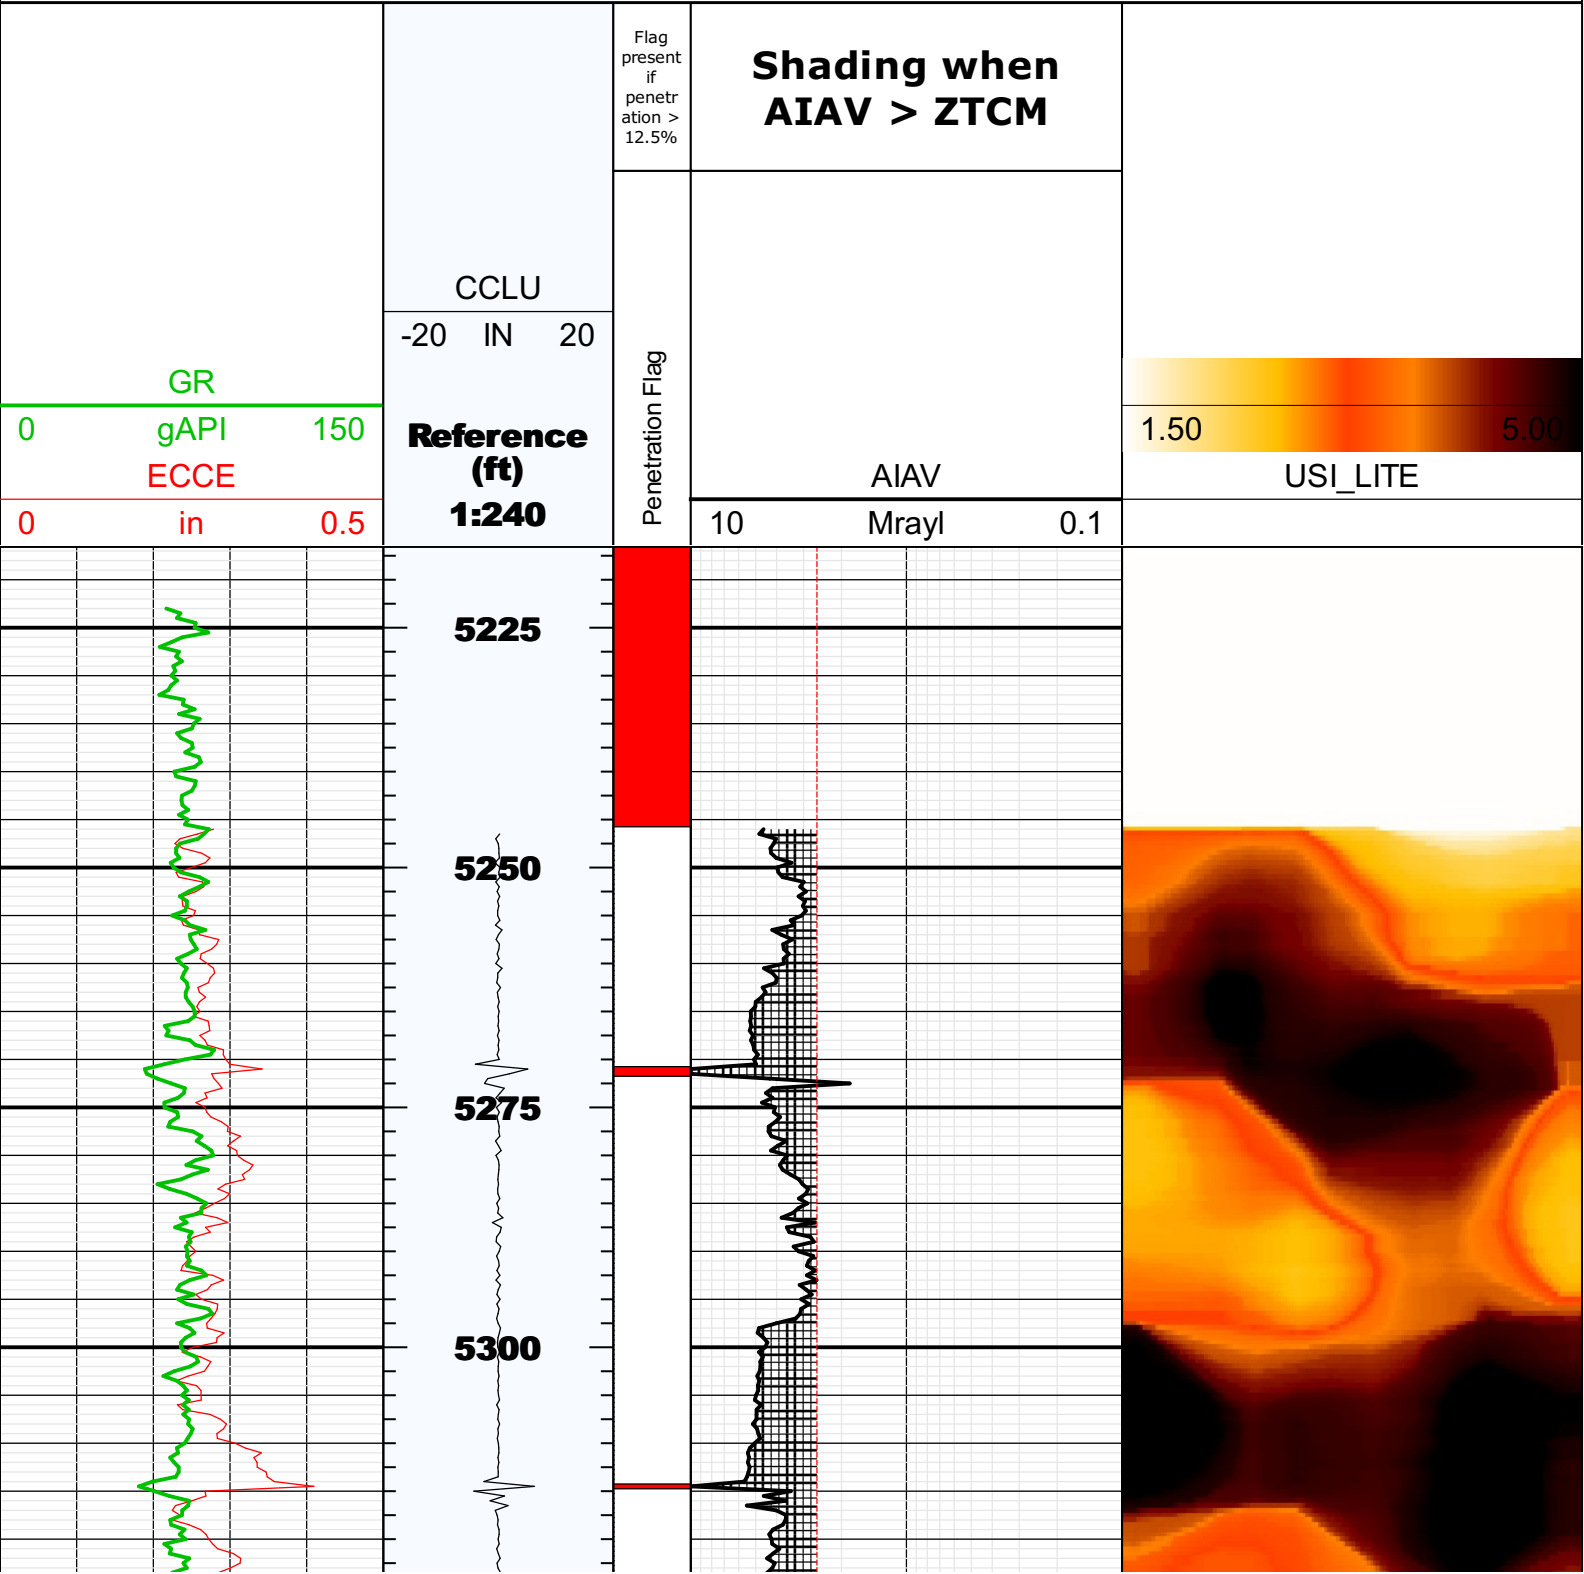 Flag
present
if
penetr
ation >
12.5%
Shading when
AIAV > ZTCM
CCLU
-20 IN 20
GR
0 gAPI 150
ECCE
0 in 0.5
Reference
(ft)
1:240
Penetration Flag
AIAV
10 Mrayl 0.1
1.50 5.00
USI_LITE
5225
5250
5275
5300